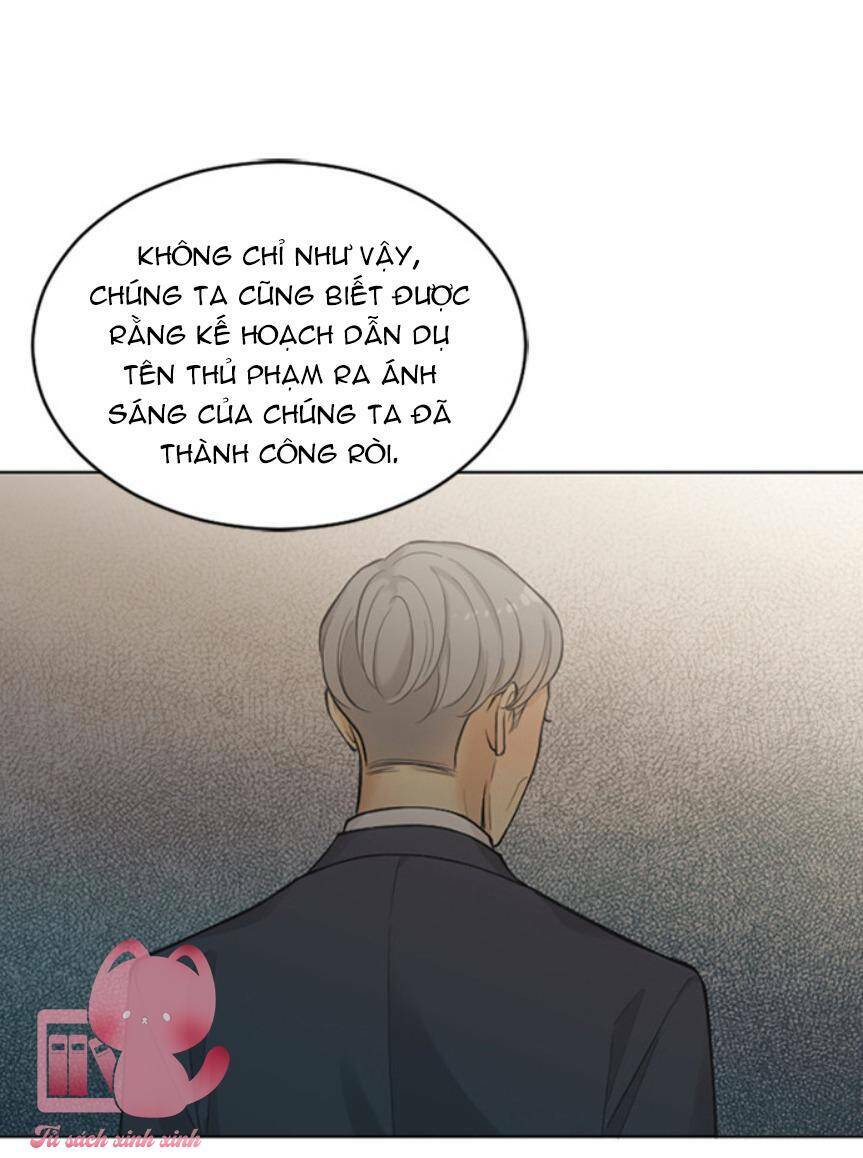 KHÔNG CHỈ NHƯ VẬY,
CHÚNG TA CŨNG BIẾT ĐƯỢC
RẰNG KẾ HOẠCH DẪN DỤ
TÊN THỦ PHẠM RA ÁNH
SÁNG CỦA CHÚNG TA ĐÃ
THÀNH CÔNG RÒI.
Tủ sách xinh xinh